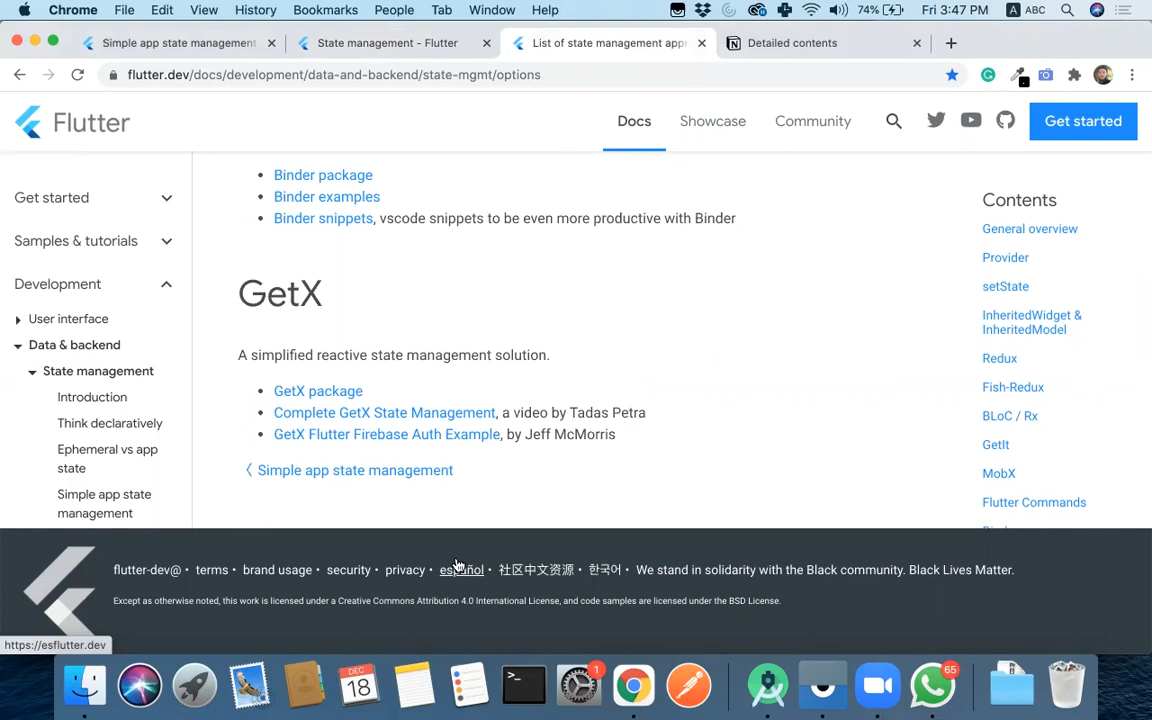 Chrome File Edit View History Bookmarks People Tab Window Help 74% Fri 3:47 PM A ABC
Simple app state management
State management - Flutter
List of state management appr
Detailed contents
flutter.dev/docs/development/data-and-backend/state-mgmt/options
Flutter
Docs
Showcase
Community
Get started
Get started
Samples & tutorials
Development
User interface
Data & backend
State management
Introduction
Think declaratively
Ephemeral vs app
state
Simple app state
management
• Binder package
• Binder examples
• Binder snippets, vscode snippets to be even more productive with Binder
GetX
A simplified reactive state management solution.
• GetX package
• Complete GetX State Management, a video by Tadas Petra
• GetX Flutter Firebase Auth Example, by Jeff McMorris
〈 Simple app state management
Contents
General overview
Provider
setState
InheritedWidget &
InheritedModel
Redux
Fish-Redux
BLoC / Rx
GetIt
MobX
Flutter Commands
flutter-dev@ • terms • brand usage • security • privacy • español • 社区中文资源 • 한국어 • We stand in solidarity with the Black community. Black Lives Matter.
Except as otherwise noted, this work is licensed under a Creative Commons Attribution 4.0 International License, and code samples are licensed under the BSD License.
https://esflutter.dev
DEC
18
>_
1
65